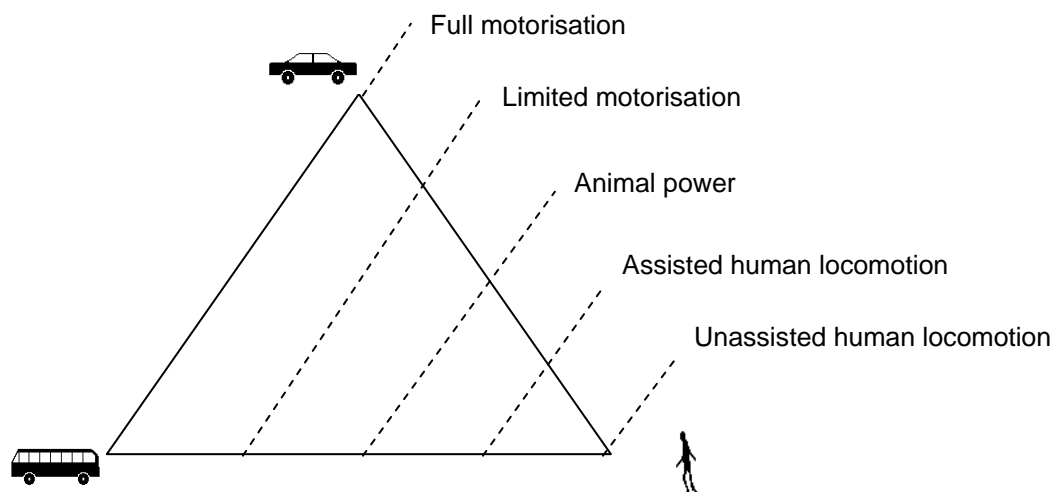 Full motorisation
Limited motorisation
Animal power
Assisted human locomotion
Unassisted human locomotion